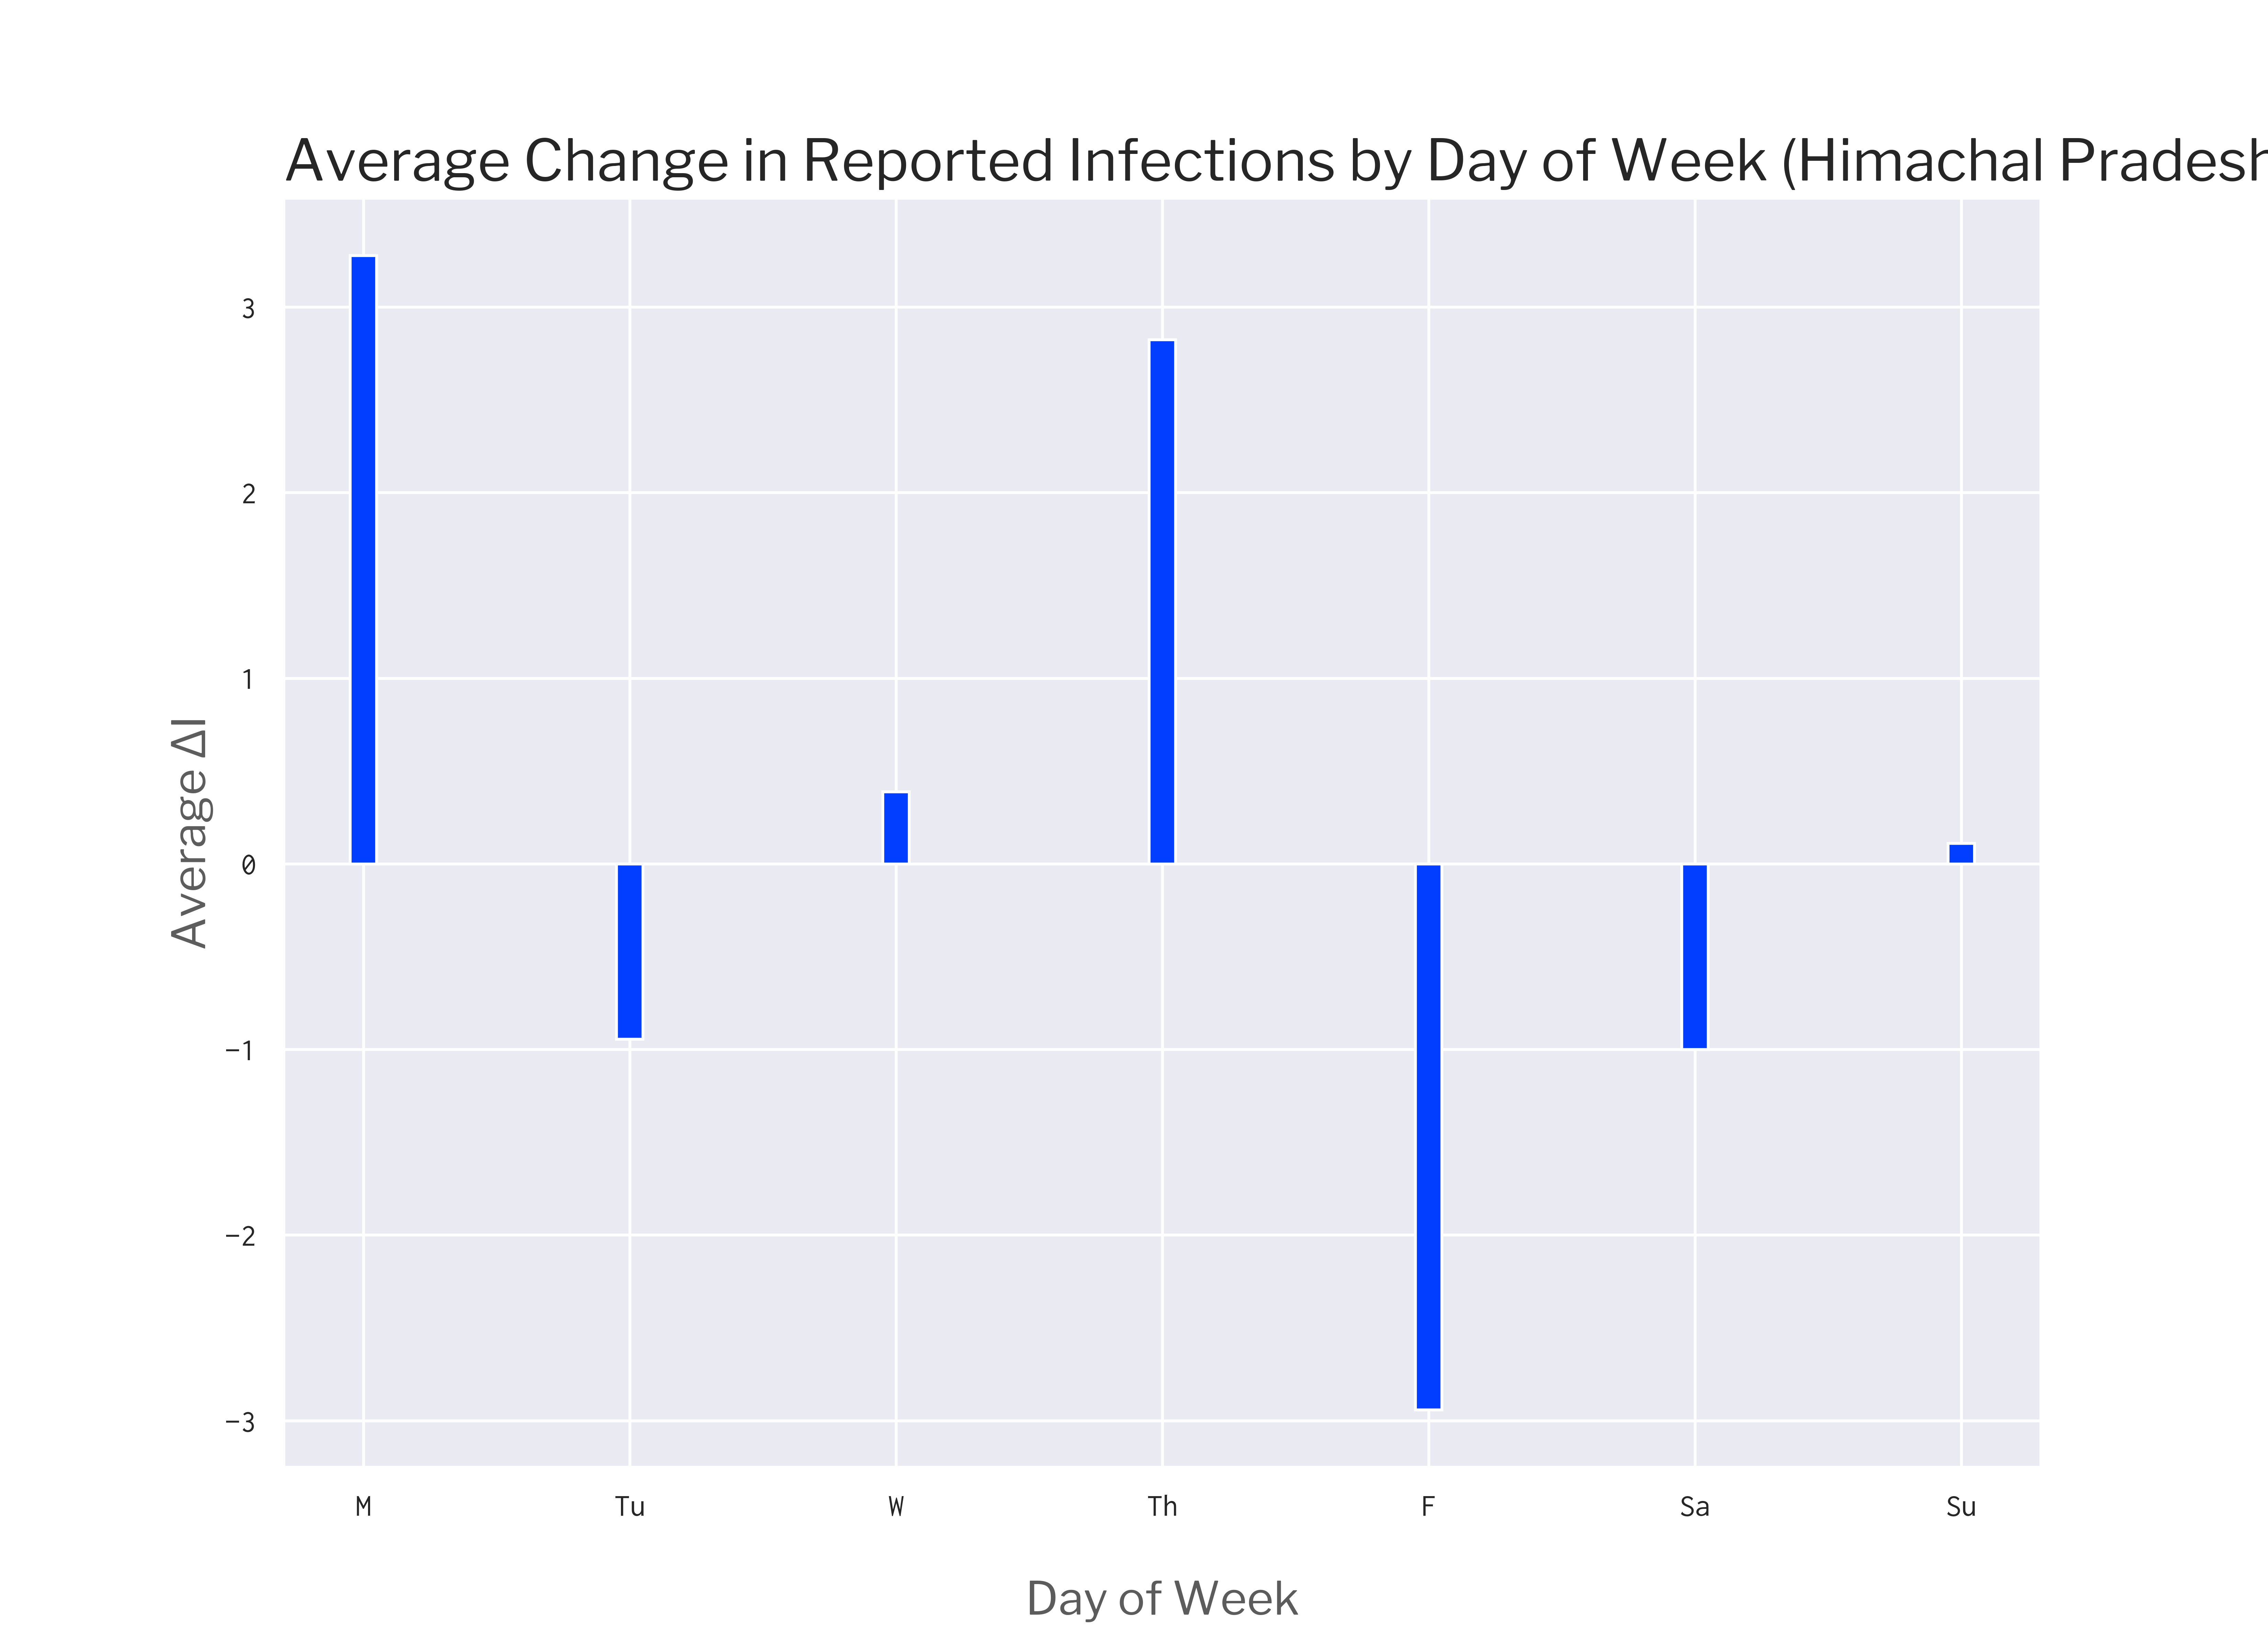 Average Change in Reported Infections by Day of Week (Himachal Pradesh
3
2
1
0
−1
−2
−3
Average ΔI
M Tu W Th F Sa Su
Day of Week